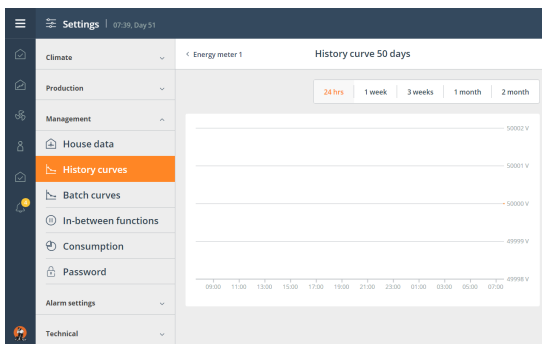 Settings | 07:39, Day 51
Climate
Production
Management
House data
History curves
Batch curves
In-between functions
Consumption
Password
Alarm settings
Technical
4
< Energy meter 1
History curve 50 days
24 hrs 1 week 3 weeks 1 month 2 month
50002 V
50001 V
50000 V
49999 V
49998 V
09:00 11:00 13:00 15:00 17:00 19:00 21:00 23:00 01:00 03:00 05:00 07:00